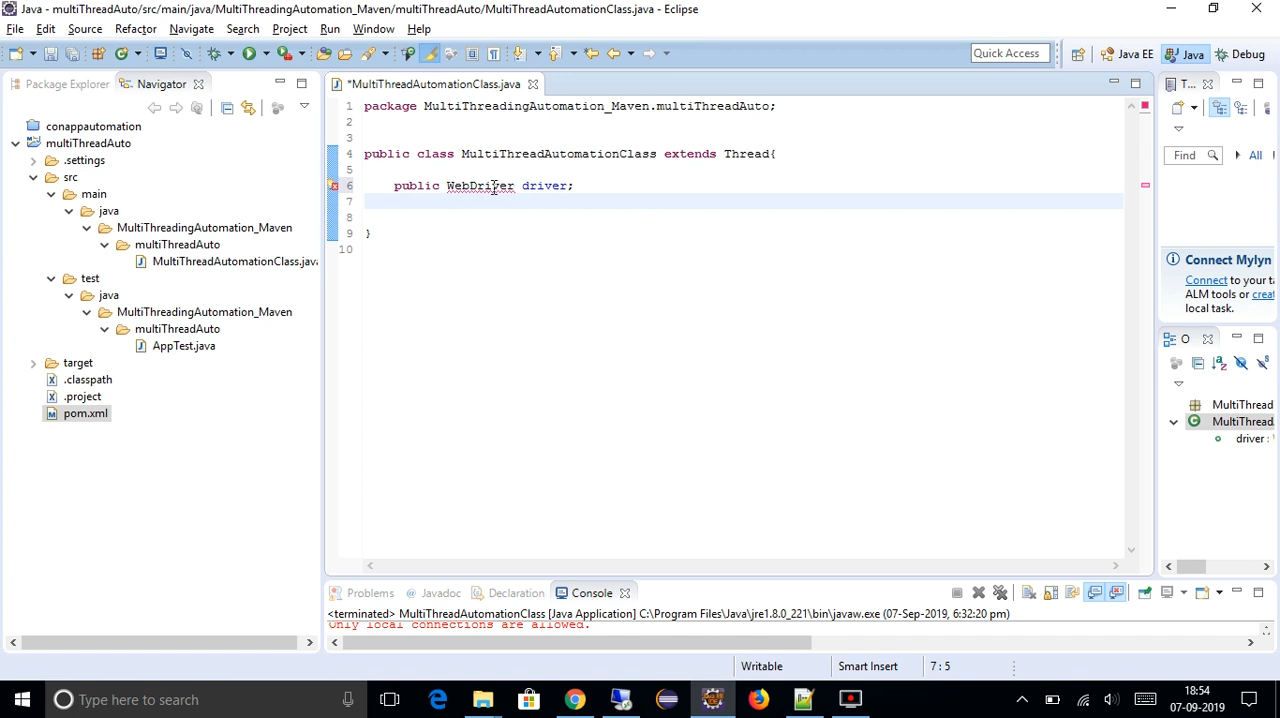 Java - multiThreadAuto/src/main/java/MultiThreadingAutomation_Maven/multiThreadAuto/MultiThreadAutomationClass.java - Eclipse
File Edit Source Refactor Navigate Search Project Run Window Help
Quick Access Java EE Java Debug
Package Explorer Navigator *MultiThreadAutomationClass.java T...
1 package MultiThreadingAutomation_Maven.multiThreadAuto;
2
3
4 public class MultiThreadAutomationClass extends Thread{
5
6 public WebDriver driver;
7
8
9 }
10
conappautomation
multiThreadAuto
.settings
src
main
java
MultiThreadingAutomation_Maven
multiThreadAuto
MultiThreadAutomationClass.java
test
java
MultiThreadingAutomation_Maven
multiThreadAuto
AppTest.java
target
.classpath
.project
pom.xml
Find All
Connect Mylyn
Connect to your ta
ALM tools or creat
local task.
O
MultiThread
MultiThread
driver :
Problems Javadoc Declaration Console
<terminated> MultiThreadAutomationClass [Java Application] C:\Program Files\Java\jre1.8.0_221\bin\javaw.exe (07-Sep-2019, 6:32:20 pm)
Only local connections are allowed.
Writable Smart Insert 7 : 5
Type here to search
18:54
07-09-2019